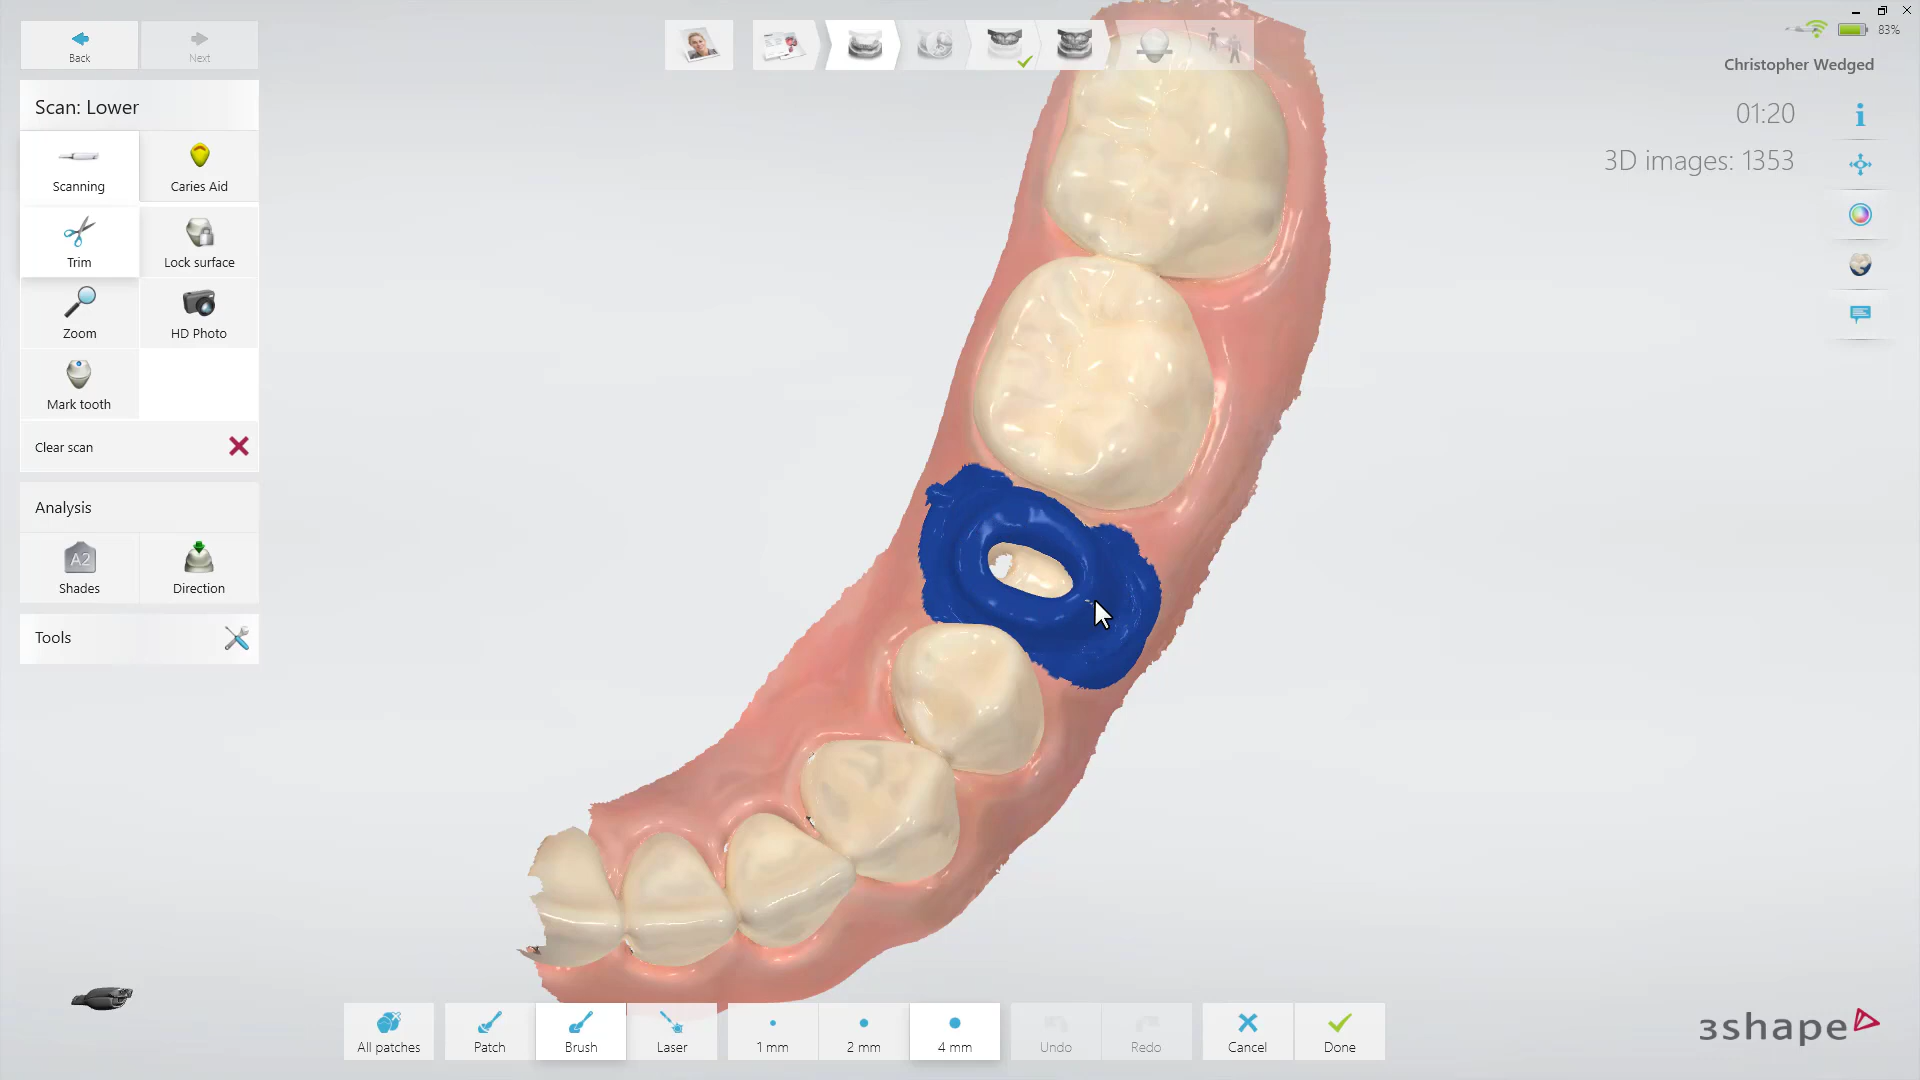 Back
Next
83%
Christopher Wedged
01:20
3D images: 1353
Scan: Lower
Scanning
Caries Aid
Trim
Lock surface
Zoom
HD Photo
Mark tooth
Clear scan
Analysis
A2
Shades
Direction
Tools
All patches
Patch
Brush
Laser
1 mm
2 mm
4 mm
Undo
Redo
Cancel
Done
3shape